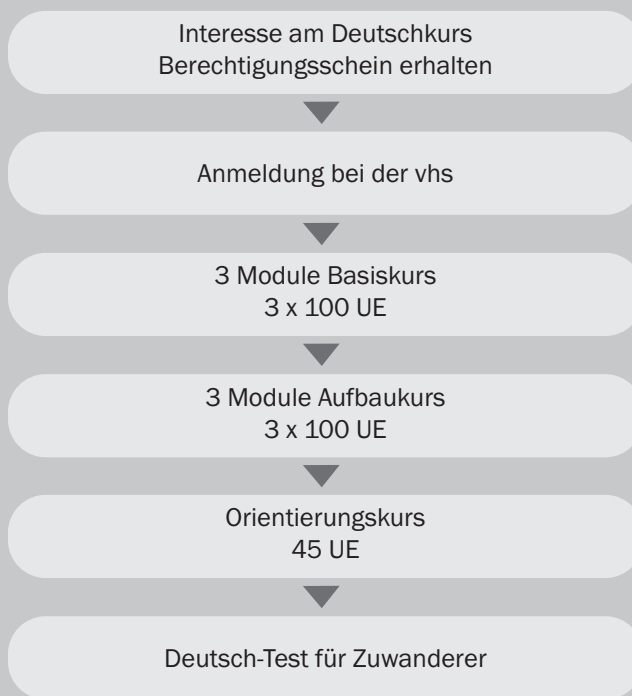 Interesse am Deutschkurs
Berechtigungsschein erhalten
Anmeldung bei der vhs
3 Module Basiskurs
3 x 100 UE
3 Module Aufbaukurs
3 x 100 UE
Orientierungskurs
45 UE
Deutsch-Test für Zuwanderer